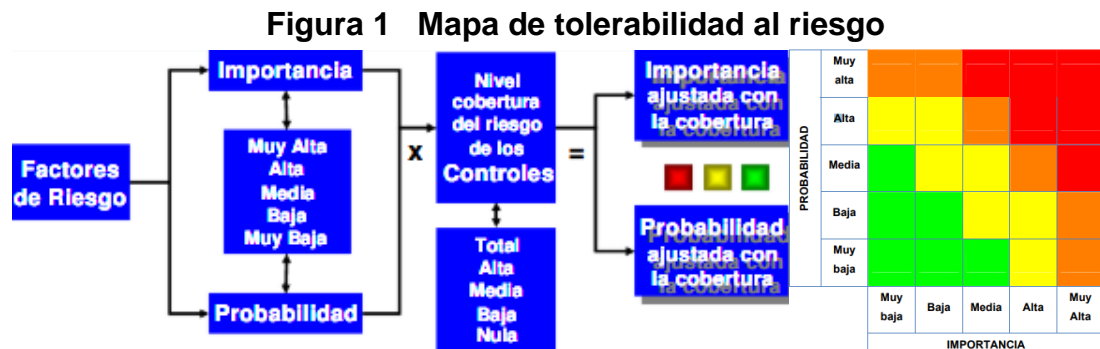 Figura 1 Mapa de tolerabilidad al riesgo
Factores
de Riesgo
Importancia
Muy Alta
Alta
Media
Baja
Muy Baja
Probabilidad
x
Nivel
cobertura
del riesgo
de los
Controles
Total
Alta
Media
Baja
Nula
=
Importancia
ajustada con
la cobertura
Probabilidad
ajustada con
la cobertura
PROBABILIDAD
Muy
alta
Alta
Media
Baja
Muy
baja
Muy
baja
Baja
Media
Alta
Muy
Alta
IMPORTANCIA